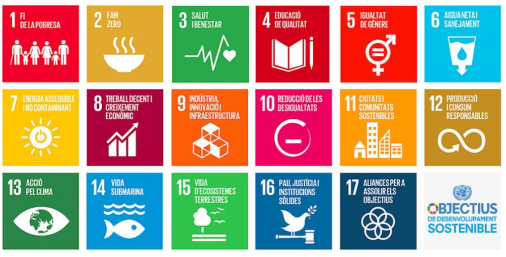 1 FI
DE LA POBRESA
2 FAM
ZERO
3 SALUT
I BENESTAR
4 EDUCACIÓ
DE QUALITAT
5 IGUALTAT
DE GÈNERE
6 AIGUA NETA I
SANEJAMENT
7 ENERGIA ASSEQUIBLE
I NO CONTAMINANT
8 TREBALL DECENT I
CREIXEMENT
ECONÒMIC
9 INDÚSTRIA,
INNOVACIÓ I
INFRAESTRUCTURA
10 REDUCCIÓ DE LES
DESIGUALTATS
11 CIUTATS I
COMUNITATS
SOSTENIBLES
12 PRODUCCIÓ
I CONSUM
RESPONSABLES
13 ACCIÓ
PEL CLIMA
14 VIDA
SUBMARINA
15 VIDA
D'ECOSISTEMES
TERRESTRES
16 PAU, JUSTÍCIA I
INSTITUCIONS
SÒLIDES
17 ALIANCES PER A
ASSOLIR ELS
OBJECTIUS
OBJECTIUS
DE DESENVOLUPAMENT
SOSTENIBLE